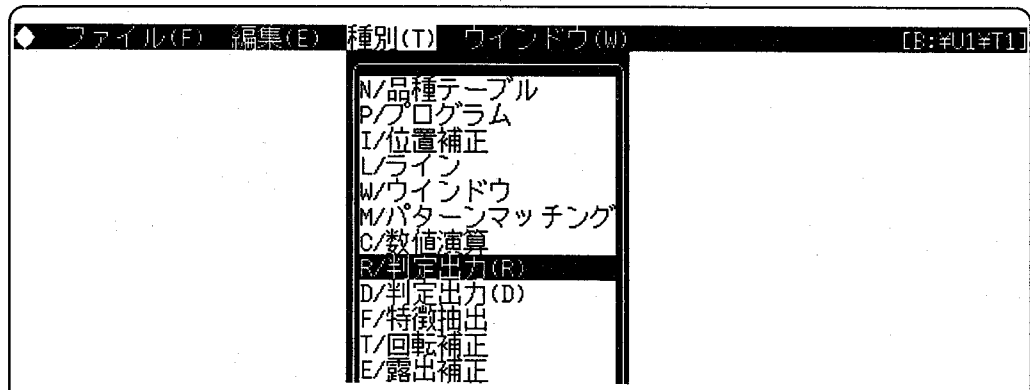 ◆ ファイル(F) 編集(E) 種別(T) ウインドウ(W) [B:¥U1¥T1]
N/品種テーブル
P/プログラム
I/位置補正
L/ライン
W/ウインドウ
M/パターンマッチング
C/数値演算
R/判定出力(R)
D/判定出力(D)
F/特徴抽出
T/回転補正
E/露出補正